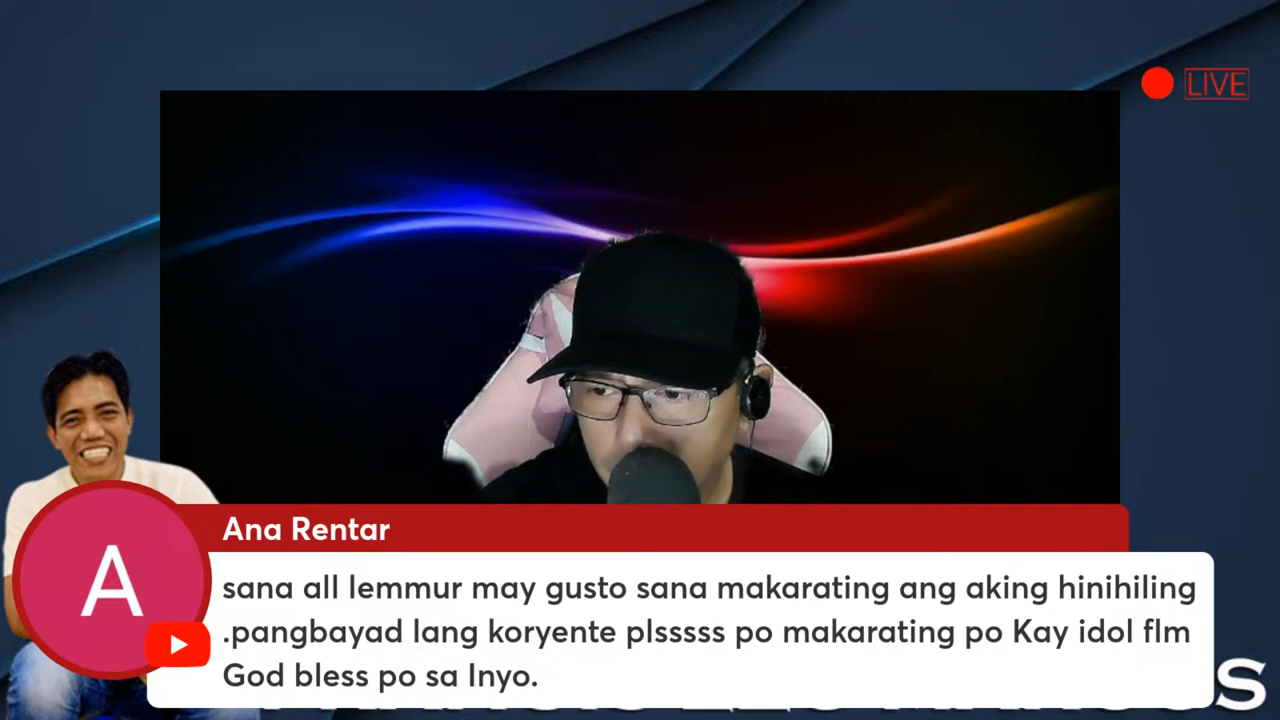 LIVE
Ana Rentar
A
sana all lemmur may gusto sana makarating ang aking hinihiling
.pangbayad lang koryente plsssss po makarating po Kay idol flm
God bless po sa Inyo.